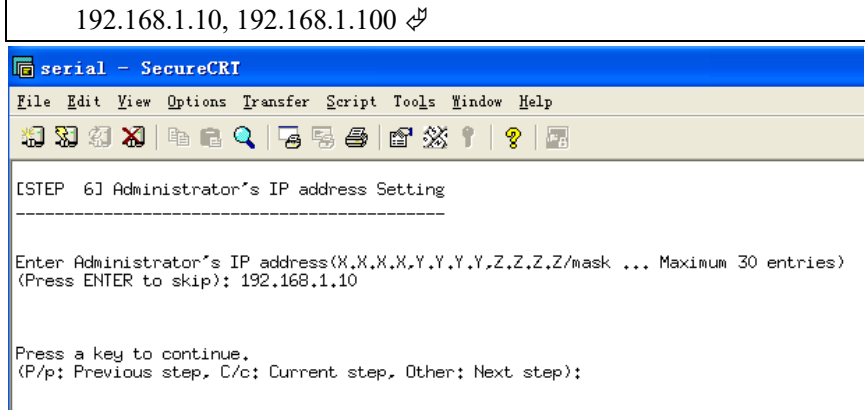 192.168.1.10, 192.168.1.100
serial - SecureCRT
File Edit View Options Transfer Script Tools Window Help
[STEP 6] Administrator's IP address Setting
--------------------------------------------
Enter Administrator's IP address(X.X.X.X,Y.Y.Y.Y,Z.Z.Z.Z/mask ... Maximum 30 entries)
(Press ENTER to skip): 192.168.1.10
Press a key to continue.
(P/p: Previous step, C/c: Current step, Other: Next step):